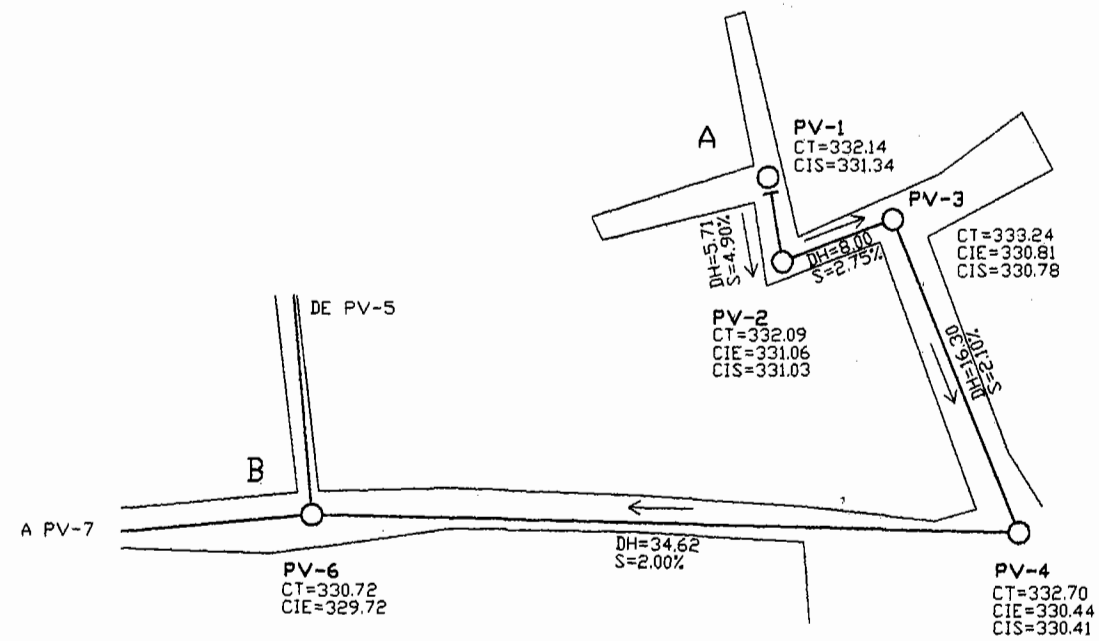 A
PV-1
CT=332.14
CIS=331.34
PV-3
CT=333.24
CIE=330.81
CIS=330.78
DH=5.71
S=4.90%
DH=8.00
S=2.75%
PV-2
CT=332.09
CIE=331.06
CIS=331.03
DE PV-5
DH=16.30
S=2.10%
B
A PV-7
DH=34.62
S=2.00%
PV-6
CT=330.72
CIE=329.72
PV-4
CT=332.70
CIE=330.44
CIS=330.41